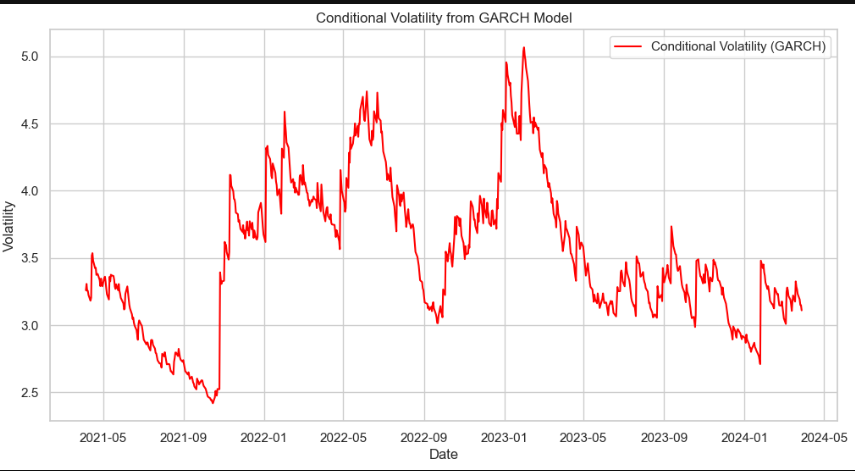 Conditional Volatility from GARCH Model
Conditional Volatility (GARCH)
5.0
4.5
4.0
3.5
3.0
2.5
Volatility
2021-05 2021-09 2022-01 2022-05 2022-09 2023-01 2023-05 2023-09 2024-01 2024-05
Date